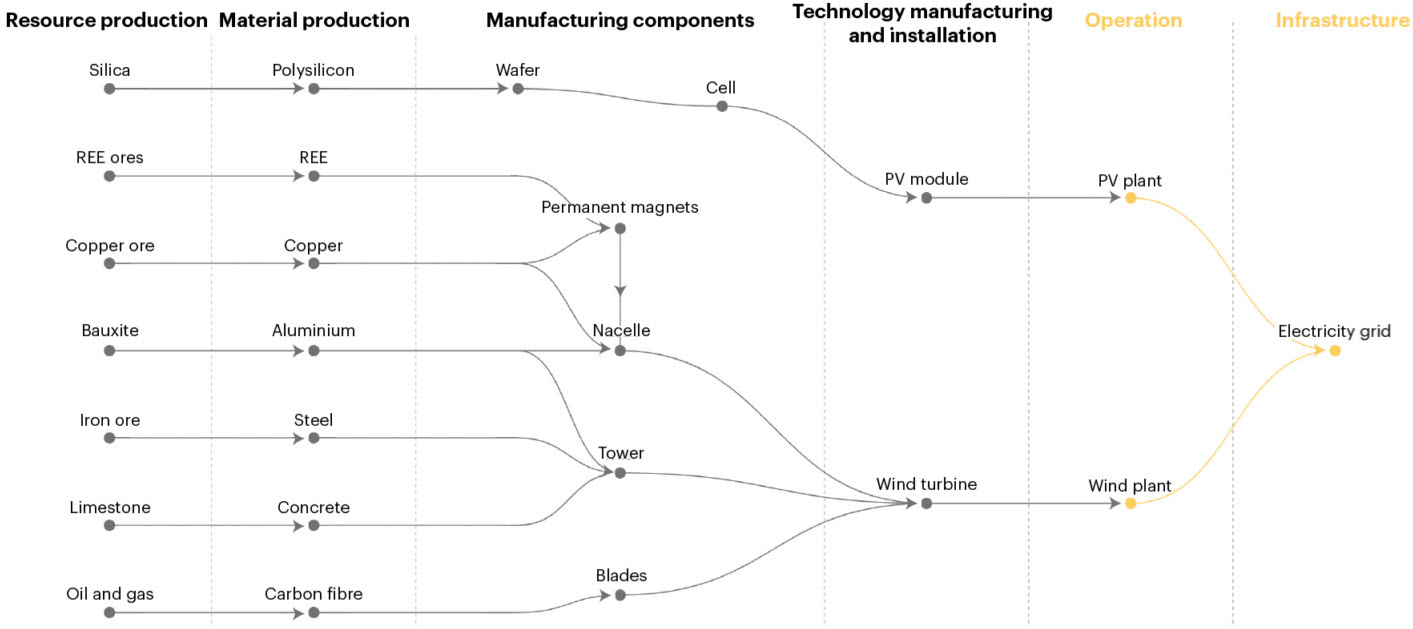 Resource production
Material production
Manufacturing components
Technology manufacturing
and installation
Operation
Infrastructure
Silica
Polysilicon
Wafer
Cell
REE ores
REE
PV module
PV plant
Permanent magnets
Copper ore
Copper
Bauxite
Aluminium
Nacelle
Electricity grid
Iron ore
Steel
Tower
Wind turbine
Wind plant
Limestone
Concrete
Blades
Oil and gas
Carbon fibre